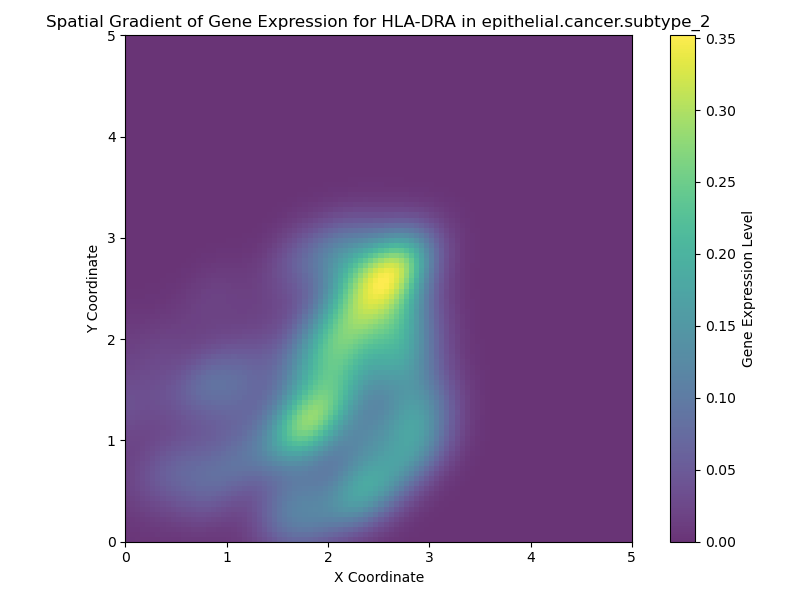 Spatial Gradient of Gene Expression for HLA-DRA in epithelial.cancer.subtype_2
5
4
3
2
1
0
Y Coordinate
0 1 2 3 4 5
X Coordinate
0.35
0.30
0.25
0.20
0.15
0.10
0.05
0.00
Gene Expression Level